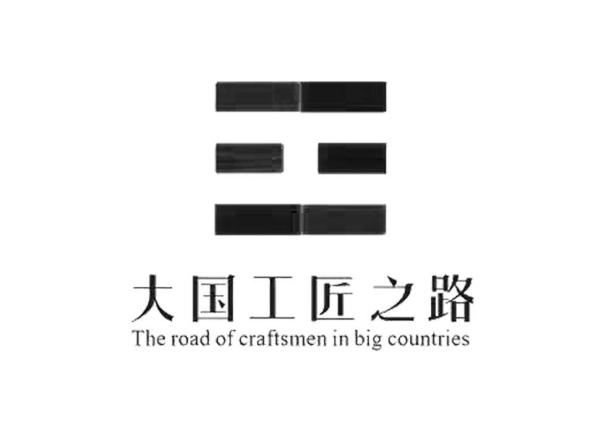 大国工匠之路
The road of craftsmen in big countries